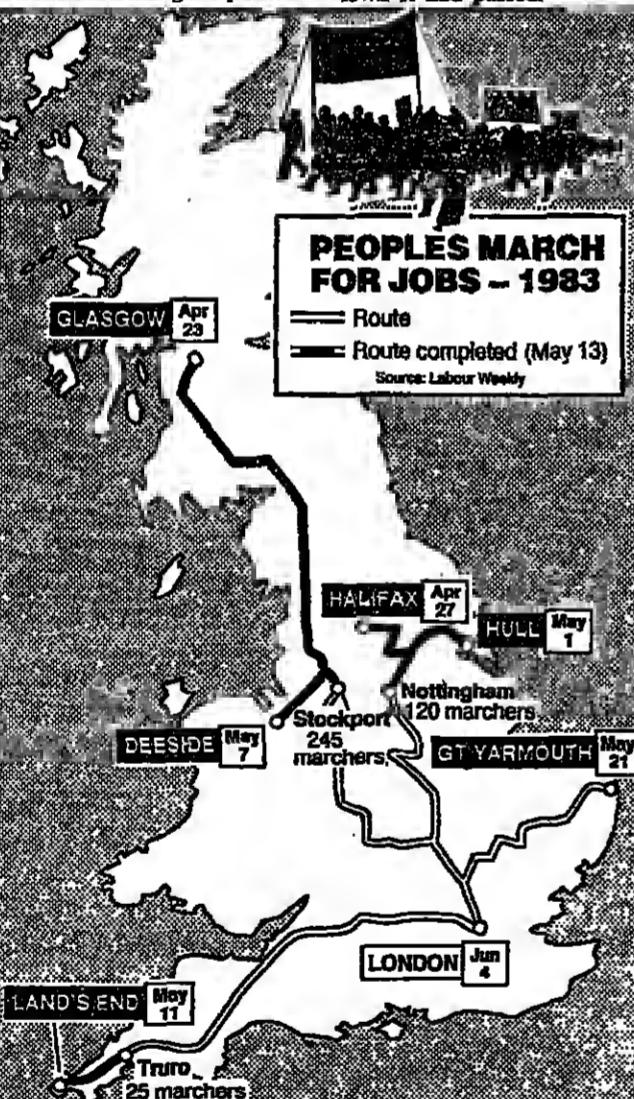 PEOPLES MARCH
FOR JOBS – 1983
Route
Route completed (May 13)
Source: Labour Weekly
GLASGOW
Apr
23
HALIFAX
Apr
27
HULL
May
1
Nottingham
120 marchers
Stockport
245
marchers
DEESIDE
May
7
GT YARMOUTH
May
21
LONDON
Jun
4
LAND'S END
May
11
Truro
25 marchers